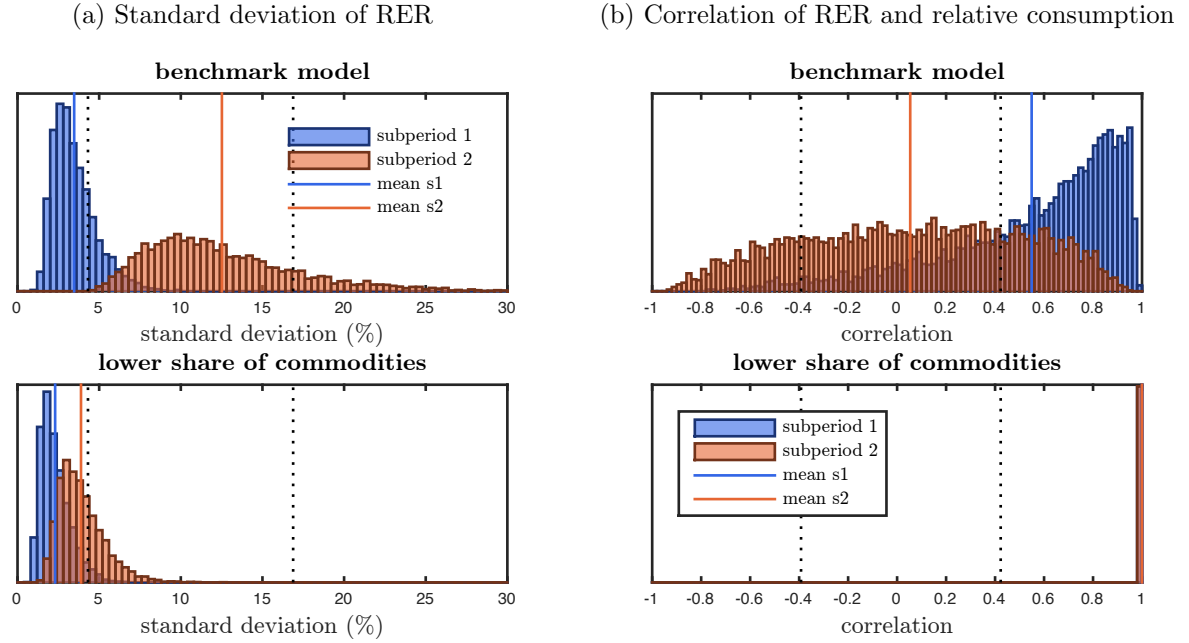 (a) Standard deviation of RER
(b) Correlation of RER and relative consumption
benchmark model
subperiod 1
subperiod 2
mean s1
mean s2
0 5 10 15 20 25 30
standard deviation (%)
benchmark model
-1 -0.8 -0.6 -0.4 -0.2 0 0.2 0.4 0.6 0.8 1
correlation
lower share of commodities
0 5 10 15 20 25 30
standard deviation (%)
lower share of commodities
subperiod 1
subperiod 2
mean s1
mean s2
-1 -0.8 -0.6 -0.4 -0.2 0 0.2 0.4 0.6 0.8 1
correlation